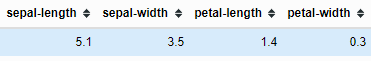 sepal-length sepal-width petal-length petal-width
5.1 3.5 1.4 0.3